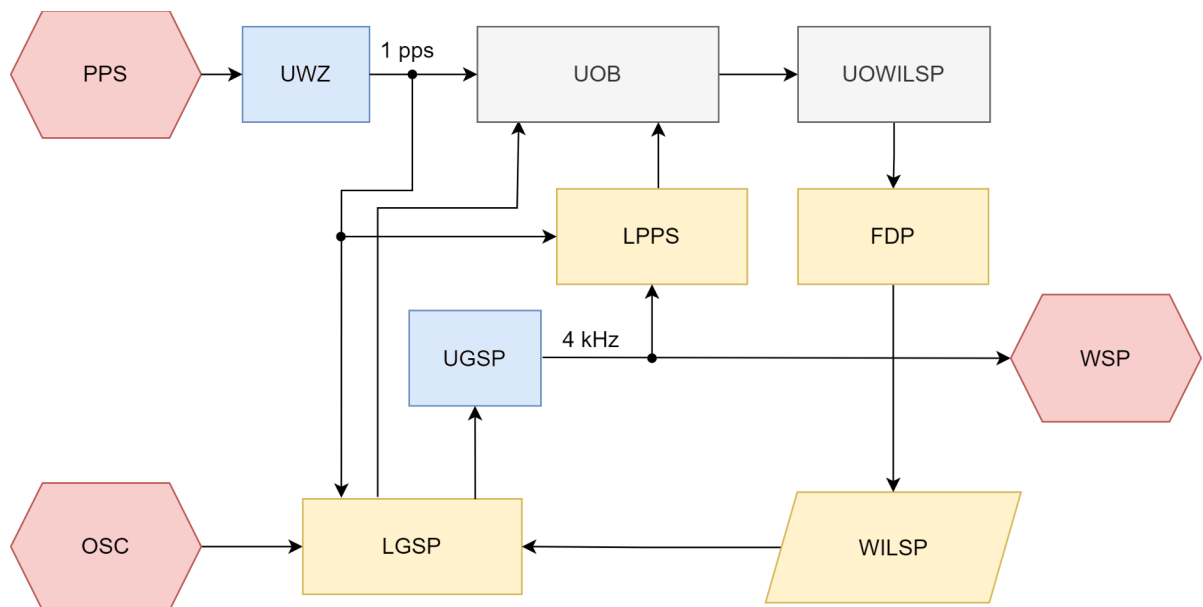 PPS
UWZ
1 pps
UOB
UOWILSP
LPPS
FDP
UGSP
4 kHz
WSP
OSC
LGSP
WILSP